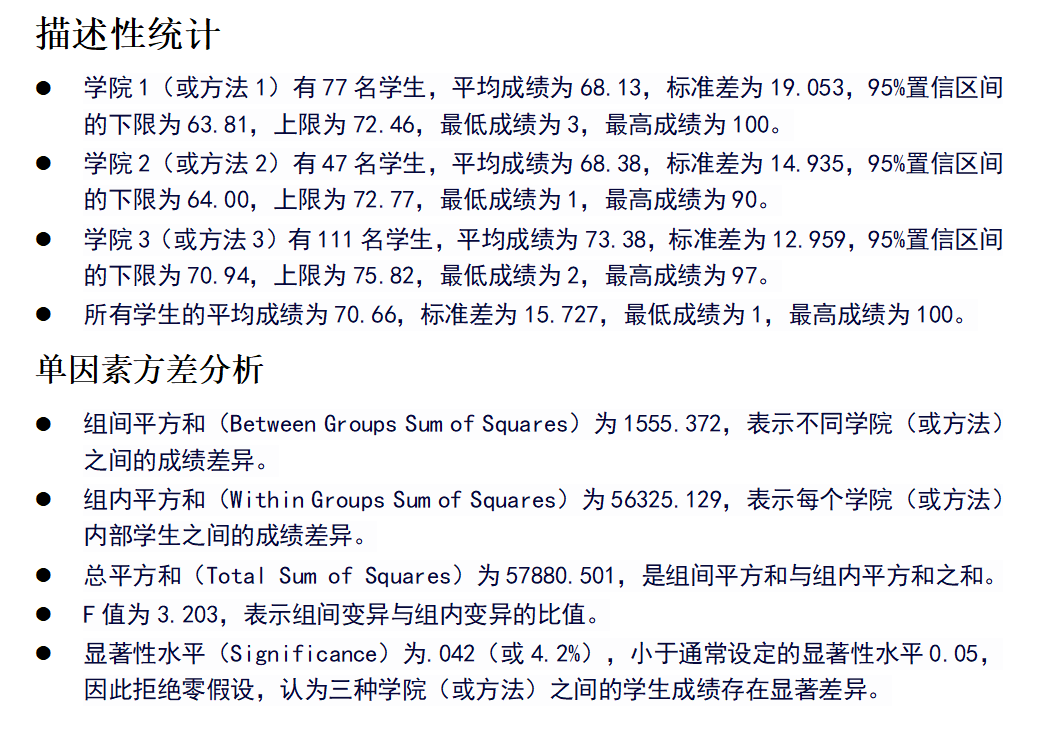 描述性统计
● 学院 1（或方法 1）有 77 名学生，平均成绩为 68.13，标准差为 19.053，95%置信区间
的下限为 63.81，上限为 72.46，最低成绩为 3，最高成绩为 100。
● 学院 2（或方法 2）有 47 名学生，平均成绩为 68.38，标准差为 14.935，95%置信区间
的下限为 64.00，上限为 72.77，最低成绩为 1，最高成绩为 90。
● 学院 3（或方法 3）有 111 名学生，平均成绩为 73.38，标准差为 12.959，95%置信区间
的下限为 70.94，上限为 75.82，最低成绩为 2，最高成绩为 97。
● 所有学生的平均成绩为 70.66，标准差为 15.727，最低成绩为 1，最高成绩为 100。
单因素方差分析
● 组间平方和（Between Groups Sum of Squares）为 1555.372，表示不同学院（或方法）
之间的成绩差异。
● 组内平方和（Within Groups Sum of Squares）为 56325.129，表示每个学院（或方法）
内部学生之间的成绩差异。
● 总平方和（Total Sum of Squares）为 57880.501，是组间平方和与组内平方和之和。
● F 值为 3.203，表示组间变异与组内变异的比值。
● 显著性水平（Significance）为.042（或 4.2%），小于通常设定的显著性水平 0.05，
因此拒绝零假设，认为三种学院（或方法）之间的学生成绩存在显著差异。